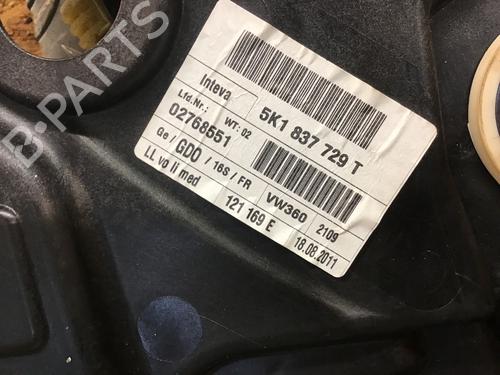 B-PARTS
Inteva
5K1 837 729 T
Lfd.Nr.: WT: 02
02768551
Ge / GDO / 16S / FR VW360 2109
LL vo li med 121 169 E 18.08.2011